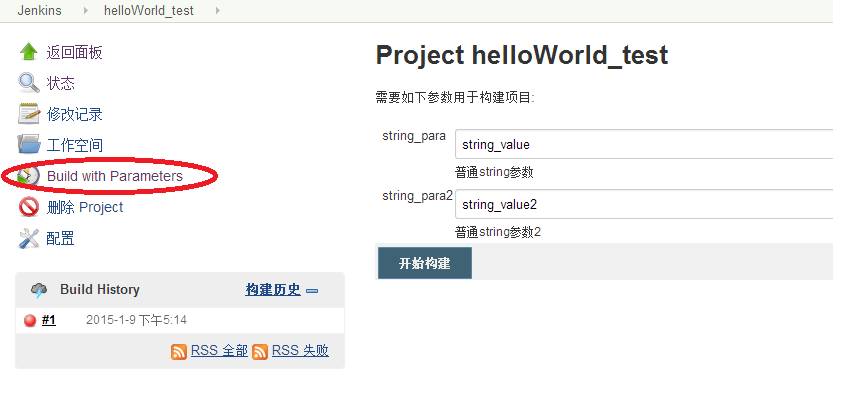 Jenkins helloWorld_test
返回面板
状态
修改记录
工作空间
Build with Parameters
删除 Project
配置
Build History 构建历史
#1 2015-1-9 下午5:14
RSS 全部 RSS 失败
Project helloWorld_test
需要如下参数用于构建项目:
string_para string_value
普通string参数
string_para2 string_value2
普通string参数2
开始构建